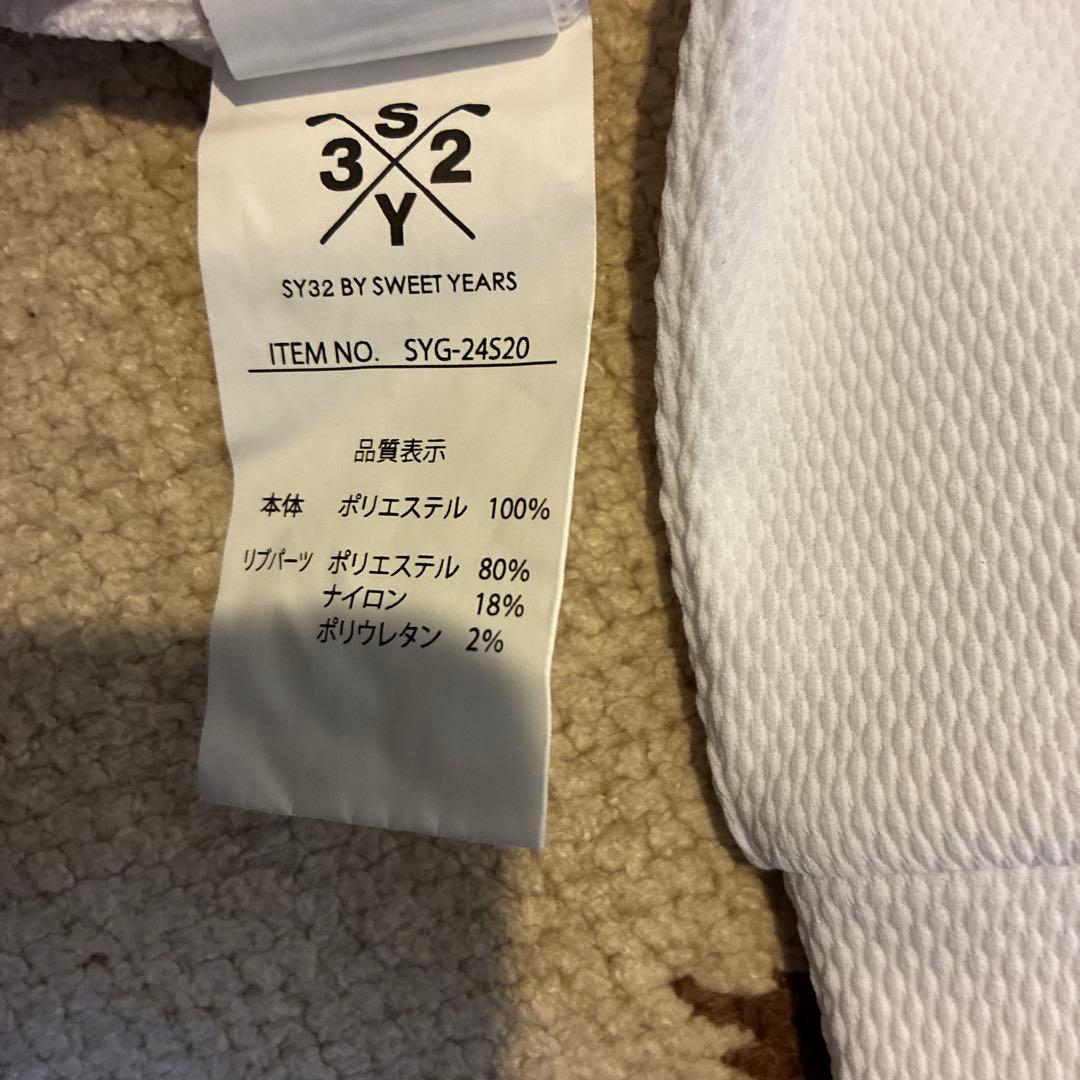 S
3 2
Y
SY32 BY SWEET YEARS
ITEM NO. SYG-24S20
品質表示
本体 ポリエステル 100%
リブパーツ ポリエステル 80%
ナイロン 18%
ポリウレタン 2%